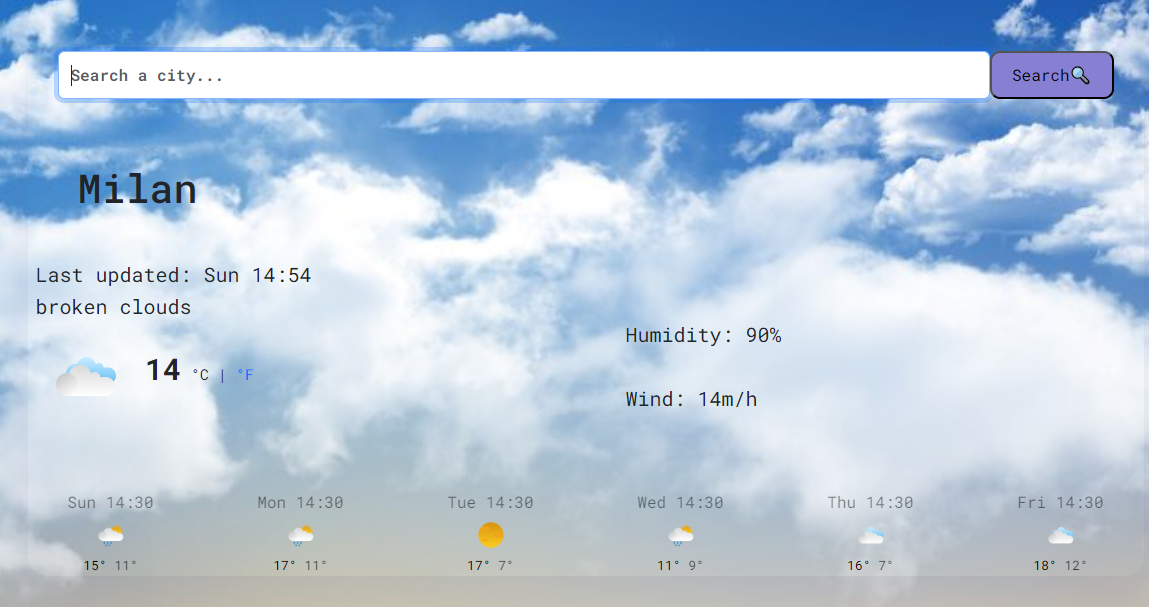 Search a city...
Search🔍
Milan
Last updated: Sun 14:54
broken clouds
14 °C | °F
Humidity: 90%
Wind: 14m/h
Sun 14:30 Mon 14:30 Tue 14:30 Wed 14:30 Thu 14:30 Fri 14:30
15° 11° 17° 11° 17° 7° 11° 9° 16° 7° 18° 12°